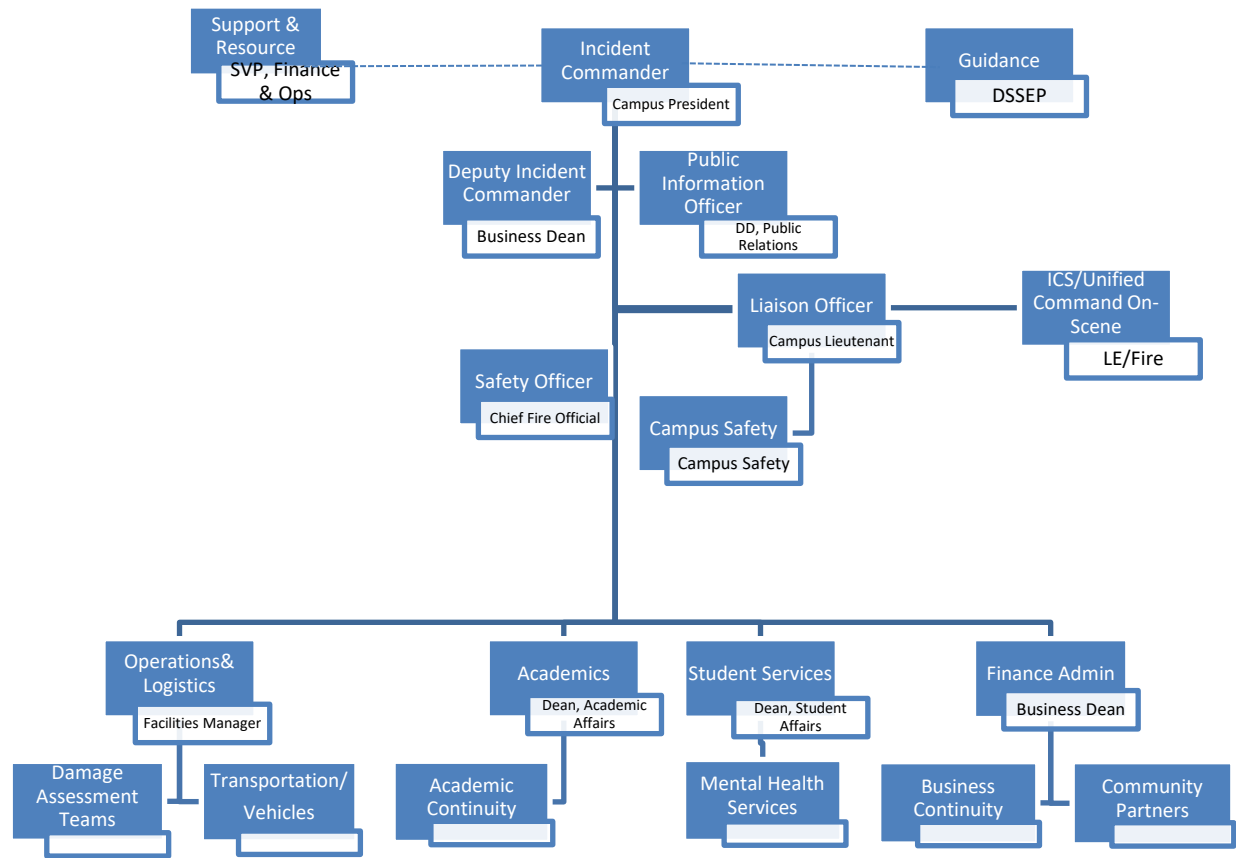 Support &
Resource
SVP, Finance
& Ops
Incident
Commander
Campus President
Guidance
DSSEP
Deputy Incident
Commander
Business Dean
Public
Information
Officer
DD, Public
Relations
Liaison Officer
Campus Lieutenant
ICS/Unified
Command On-
Scene
LE/Fire
Safety Officer
Chief Fire Official
Campus Safety
Campus Safety
Operations&
Logistics
Facilities Manager
Academics
Dean, Academic
Affairs
Student Services
Dean, Student
Affairs
Finance Admin
Business Dean
Damage
Assessment
Teams
Transportation/
Vehicles
Academic
Continuity
Mental Health
Services
Business
Continuity
Community
Partners